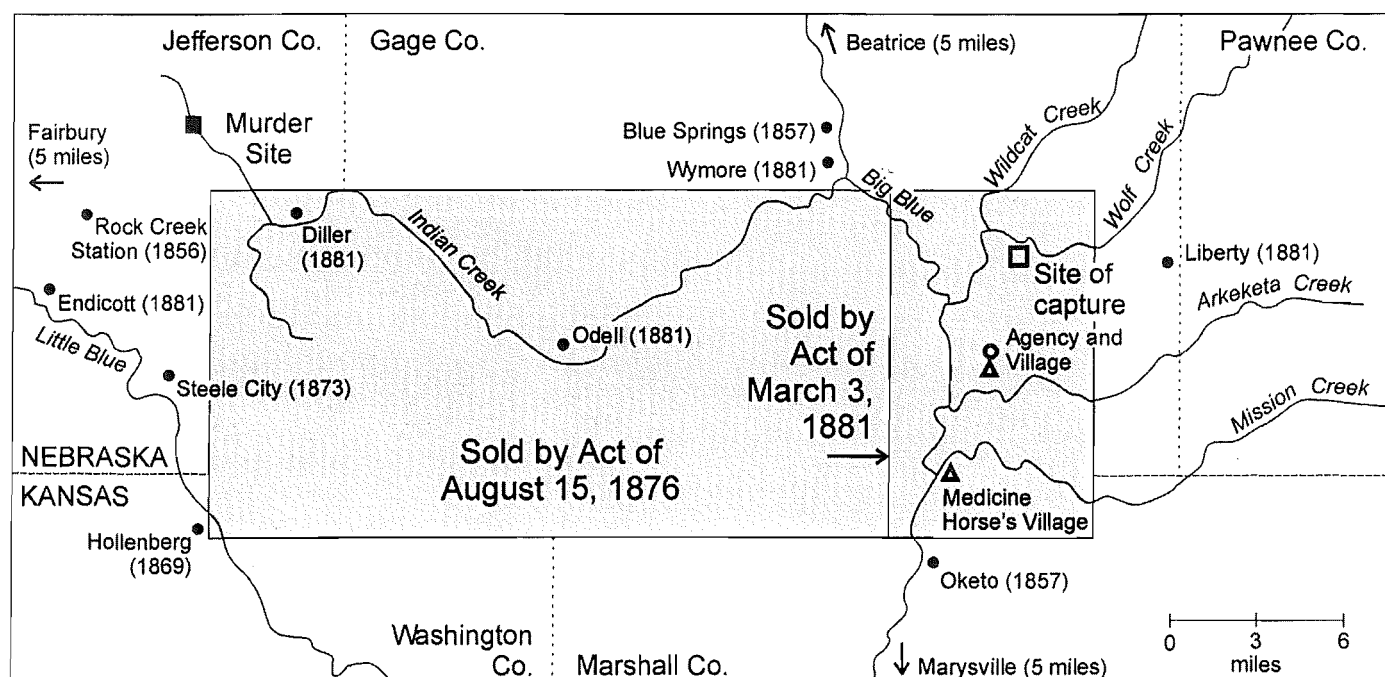 Jefferson Co.
Gage Co.
Beatrice (5 miles)
Pawnee Co.
Fairbury
(5 miles)
Murder
Site
Blue Springs (1857)
Wymore (1881)
Wildcat Creek
Wolf Creek
Big Blue
Rock Creek
Station (1856)
Diller
(1881)
Indian Creek
Site of
capture
Liberty (1881)
Arkeketa Creek
Endicott (1881)
Little Blue
Sold by
Act of
March 3,
1881
Odell (1881)
Agency and
Village
Steele City (1873)
Mission Creek
NEBRASKA
KANSAS
Sold by Act of
August 15, 1876
Medicine
Horse's Village
Hollenberg
(1869)
Oketo (1857)
Washington
Co.
Marshall Co.
Marysville (5 miles)
0 3 6
miles